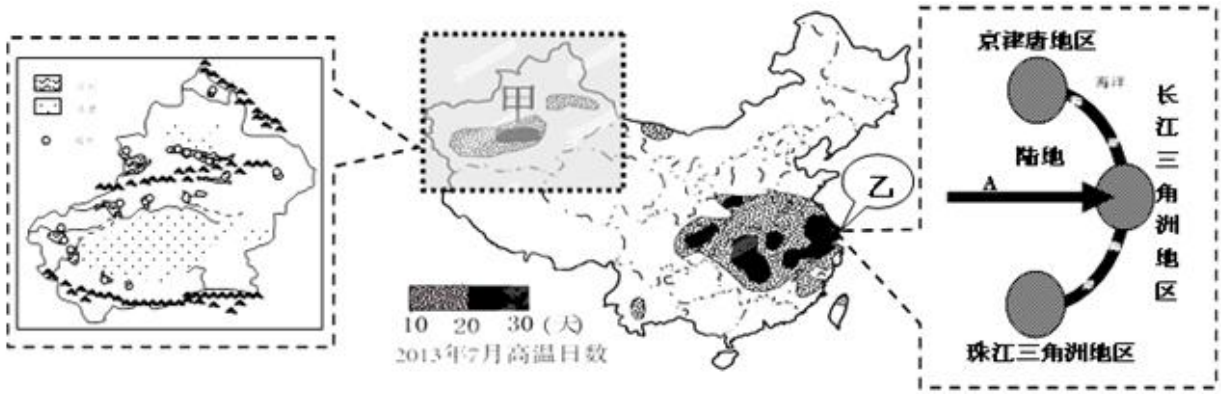 甲
乙
10 20 30 (天)
2013年7月高温日数
京津唐地区
海洋
陆地
A
长江三角洲地区
珠江三角洲地区